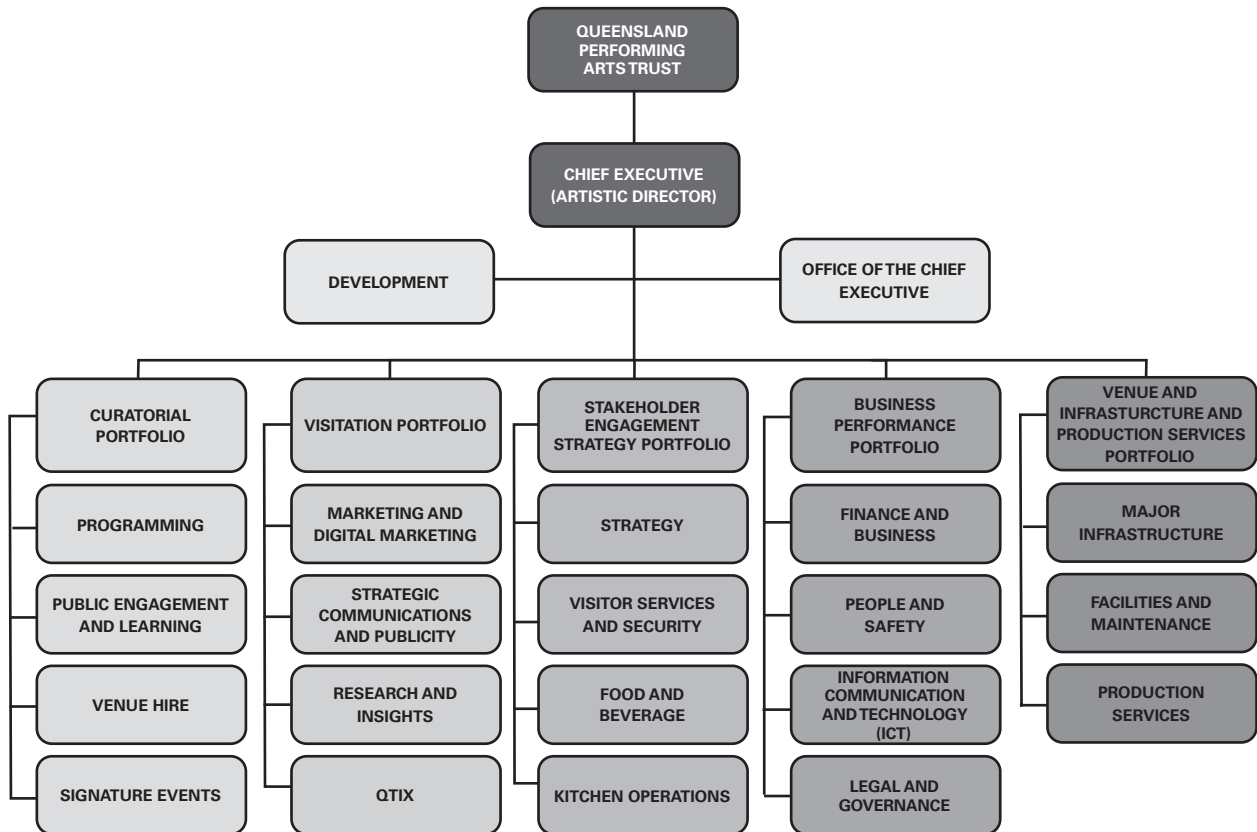 QUEENSLAND
PERFORMING
ARTS TRUST
CHIEF EXECUTIVE
(ARTISTIC DIRECTOR)
DEVELOPMENT
OFFICE OF THE CHIEF
EXECUTIVE
CURATORIAL
PORTFOLIO
PROGRAMMING
PUBLIC ENGAGEMENT
AND LEARNING
VENUE HIRE
SIGNATURE EVENTS
VISITATION PORTFOLIO
MARKETING AND
DIGITAL MARKETING
STRATEGIC
COMMUNICATIONS
AND PUBLICITY
RESEARCH AND
INSIGHTS
QTIX
STAKEHOLDER
ENGAGEMENT
STRATEGY PORTFOLIO
STRATEGY
VISITOR SERVICES
AND SECURITY
FOOD AND
BEVERAGE
KITCHEN OPERATIONS
BUSINESS
PERFORMANCE
PORTFOLIO
FINANCE AND
BUSINESS
PEOPLE AND
SAFETY
INFORMATION
COMMUNICATION
AND TECHNOLOGY
(ICT)
LEGAL AND
GOVERNANCE
VENUE AND
INFRASTURCTURE AND
PRODUCTION SERVICES
PORTFOLIO
MAJOR
INFRASTRUCTURE
FACILITIES AND
MAINTENANCE
PRODUCTION
SERVICES